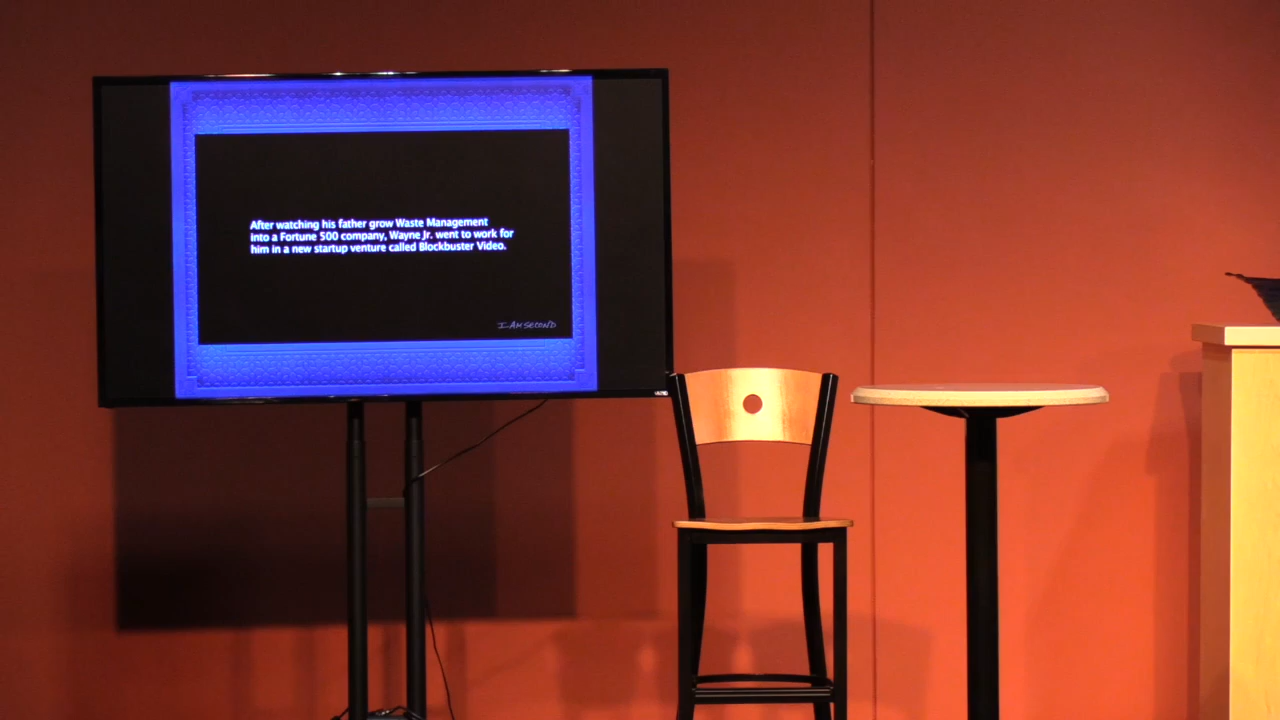 After watching his father grow Waste Management
into a Fortune 500 company, Wayne Jr. went to work for
him in a new startup venture called Blockbuster Video.
I AM SECOND